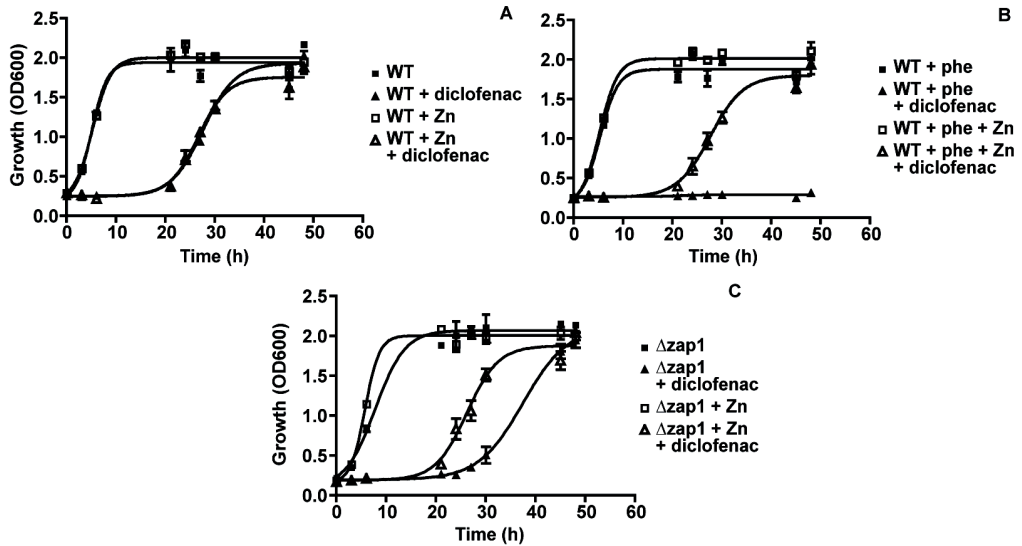 A
2.5
2.0
1.5
1.0
0.5
0.0
Growth (OD600)
0 10 20 30 40 50 60
Time (h)
WT
WT + diclofenac
WT + Zn
WT + Zn
+ diclofenac
B
2.5
2.0
1.5
1.0
0.5
0.0
Growth (OD600)
0 10 20 30 40 50 60
Time (h)
WT + phe
WT + phe
+ diclofenac
WT + phe + Zn
WT + phe + Zn
+ diclofenac
C
2.5
2.0
1.5
1.0
0.5
0.0
Growth (OD600)
0 10 20 30 40 50 60
Time (h)
Δzap1
Δzap1
+ diclofenac
Δzap1 + Zn
Δzap1 + Zn
+ diclofenac